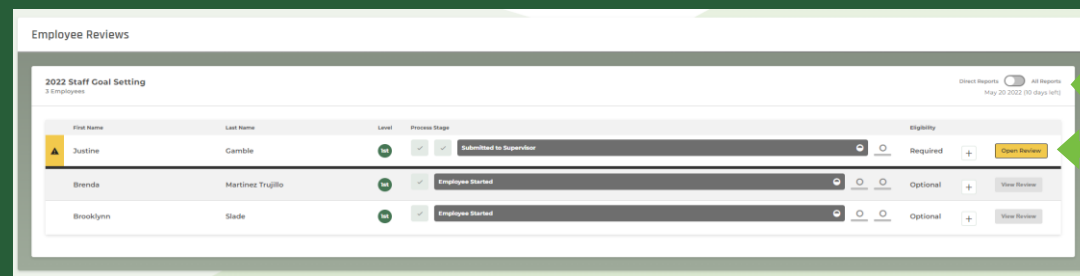 Employee Reviews
2022 Staff Goal Setting
3 Employees
Direct Reports All Reports
May 20 2022 (10 days left)
First Name Last Name Level Process Stage Eligibility
Justine Gamble 1st Submitted to Supervisor Required + Open Review
Brenda Martinez Trujillo 1st Employee Started Optional + View Review
Brooklynn Slade 1st Employee Started Optional + View Review